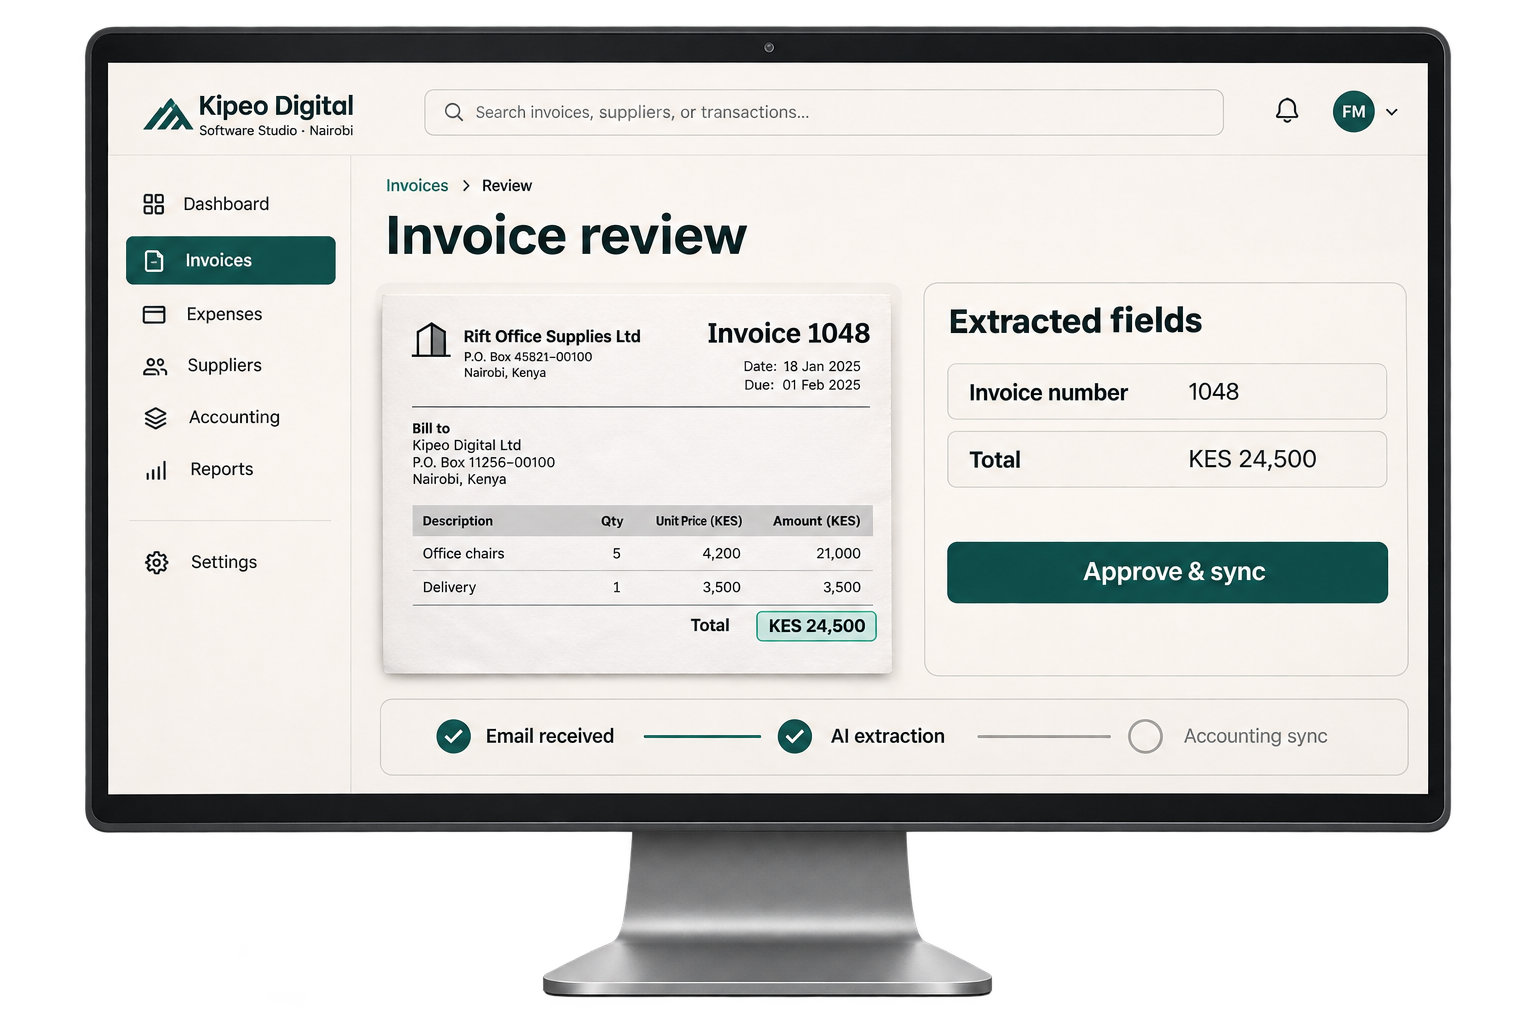 Kipeo Digital
Software Studio · Nairobi
Search invoices, suppliers, or transactions...
FM
Dashboard
Invoices
Expenses
Suppliers
Accounting
Reports
Settings
Invoices > Review
Invoice review
Rift Office Supplies Ltd
P.O. Box 45821–00100
Nairobi, Kenya
Invoice 1048
Date: 18 Jan 2025
Due: 01 Feb 2025
Bill to
Kipeo Digital Ltd
P.O. Box 11256–00100
Nairobi, Kenya
Description Qty Unit Price (KES) Amount (KES)
Office chairs 5 4,200 21,000
Delivery 1 3,500 3,500
Total KES 24,500
Extracted fields
Invoice number 1048
Total KES 24,500
Approve & sync
Email received
AI extraction
Accounting sync